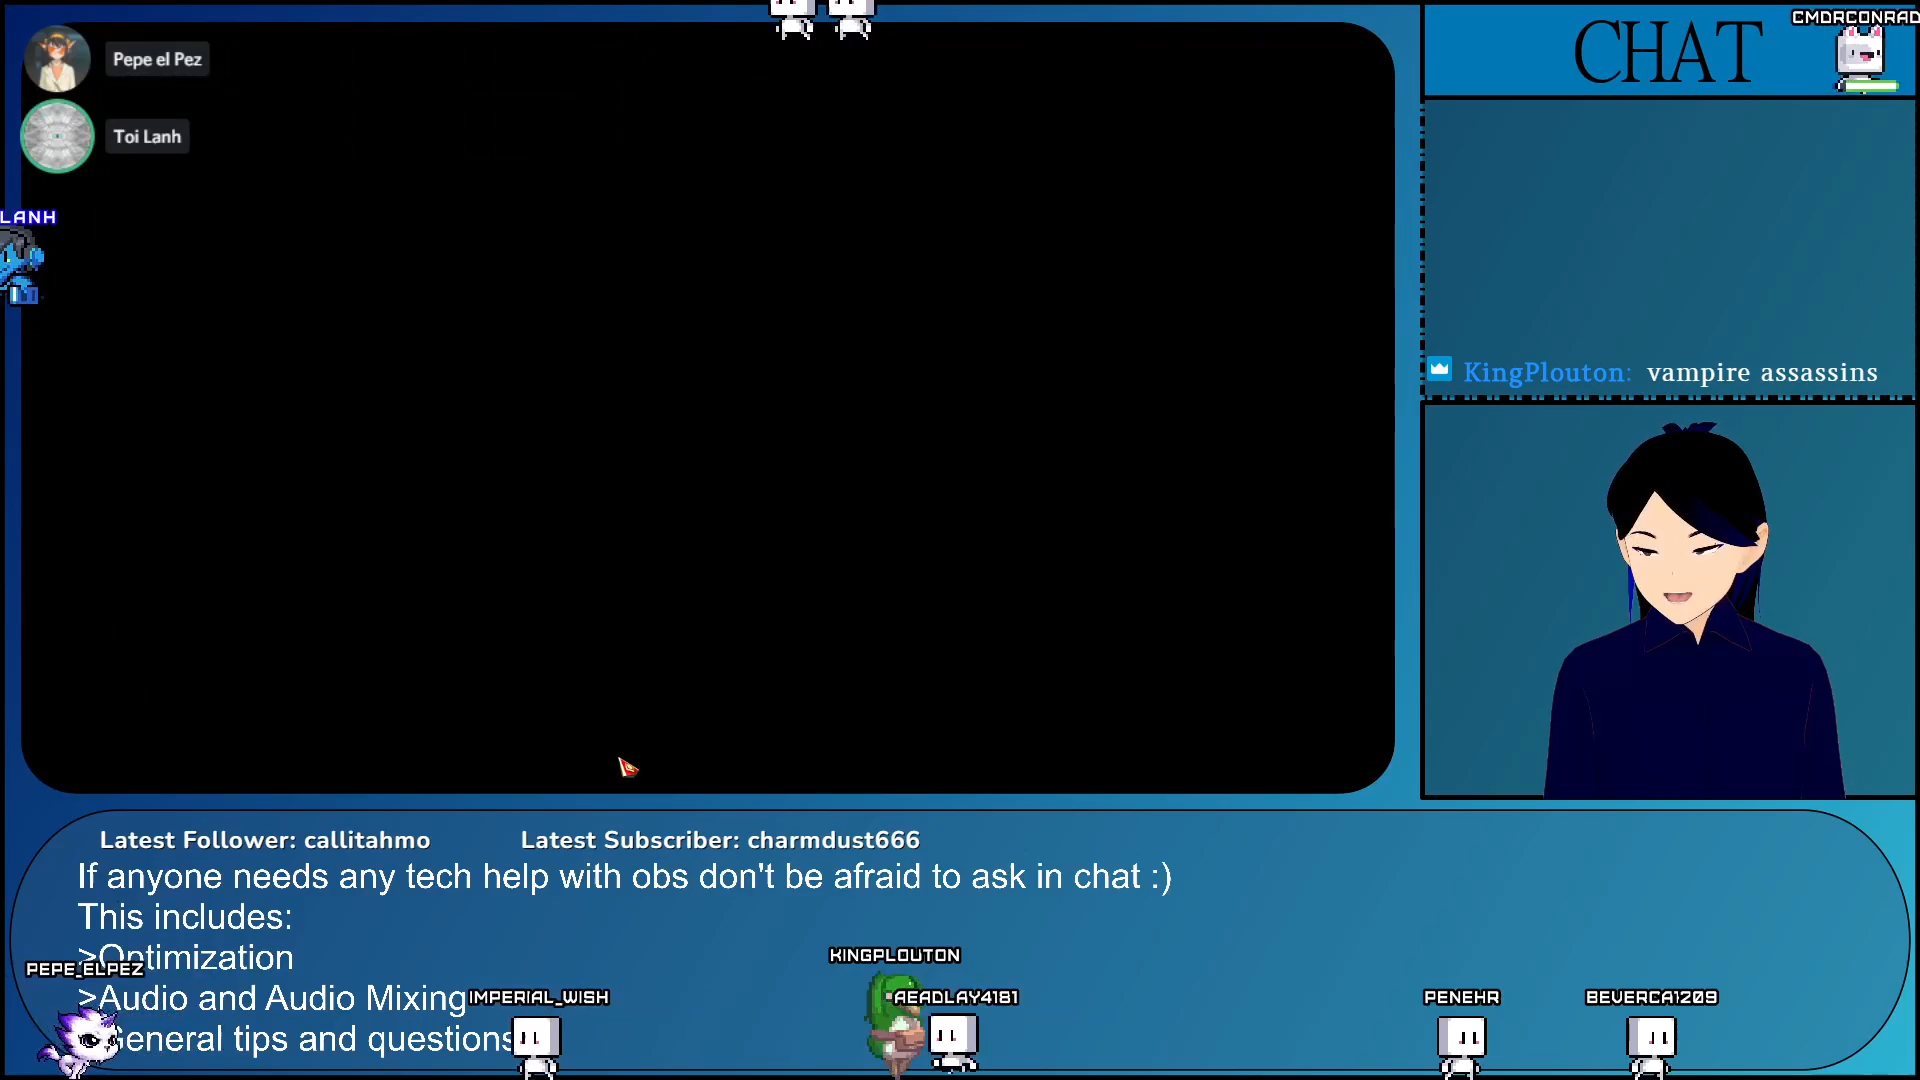 CHAT
CMDRCONRAD
Pepe el Pez
Toi Lanh
LANH
KingPlouton: vampire assassins
Latest Follower: callitahmo
Latest Subscriber: charmdust666
If anyone needs any tech help with obs don't be afraid to ask in chat :)
This includes:
>Optimization
>Audio and Audio Mixing
General tips and questions
PEPE_ELPEZ
IMPERIAL_WISH
KINGPLOUTON
AEADLAY4181
PENEHR
BEVERCA1209